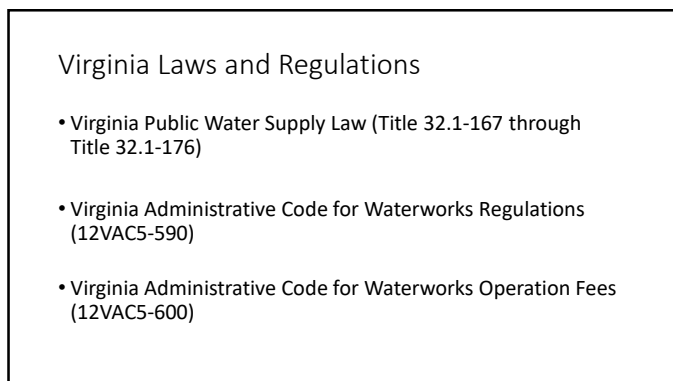 Virginia Laws and Regulations
• Virginia Public Water Supply Law (Title 32.1-167 through
Title 32.1-176)
• Virginia Administrative Code for Waterworks Regulations
(12VAC5-590)
• Virginia Administrative Code for Waterworks Operation Fees
(12VAC5-600)